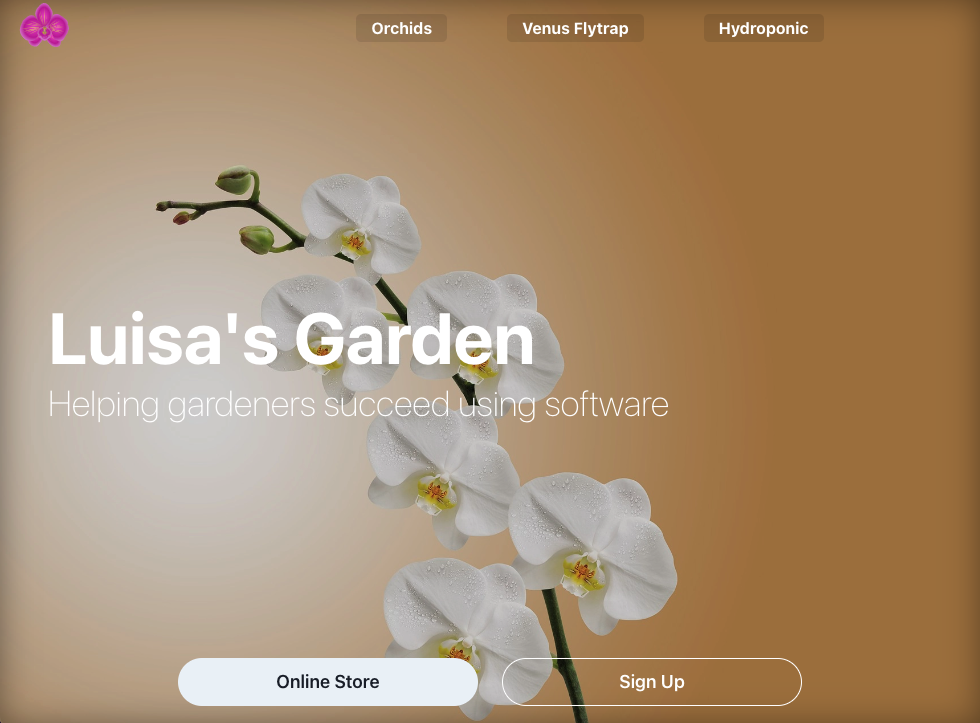 Orchids
Venus Flytrap
Hydroponic
Luisa's Garden
Helping gardeners succeed using software
Online Store
Sign Up